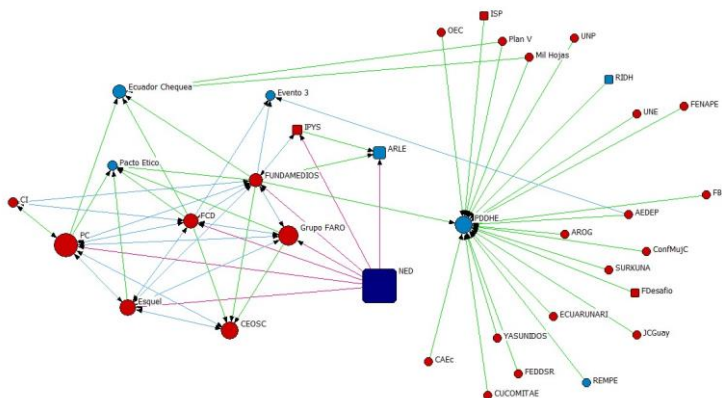 ISP
OEC
Plan V
UNP
Mil Hojas
RIDH
Ecuador Chequea
Evento 3
UNE
FENAPE
IPYS
ARLE
Pacto Etico
FUNDAMEDIOS
FB
CI
AEDEP
FCD
PDDHE
AROG
PC
Grupo FARO
ConfMujC
NED
SURKUNA
FDesafio
Esquel
ECUARUNARI
CEOSC
JCGuay
YASUNIDOS
CAEc
FEDDSR
REMPE
CUCOMITAE